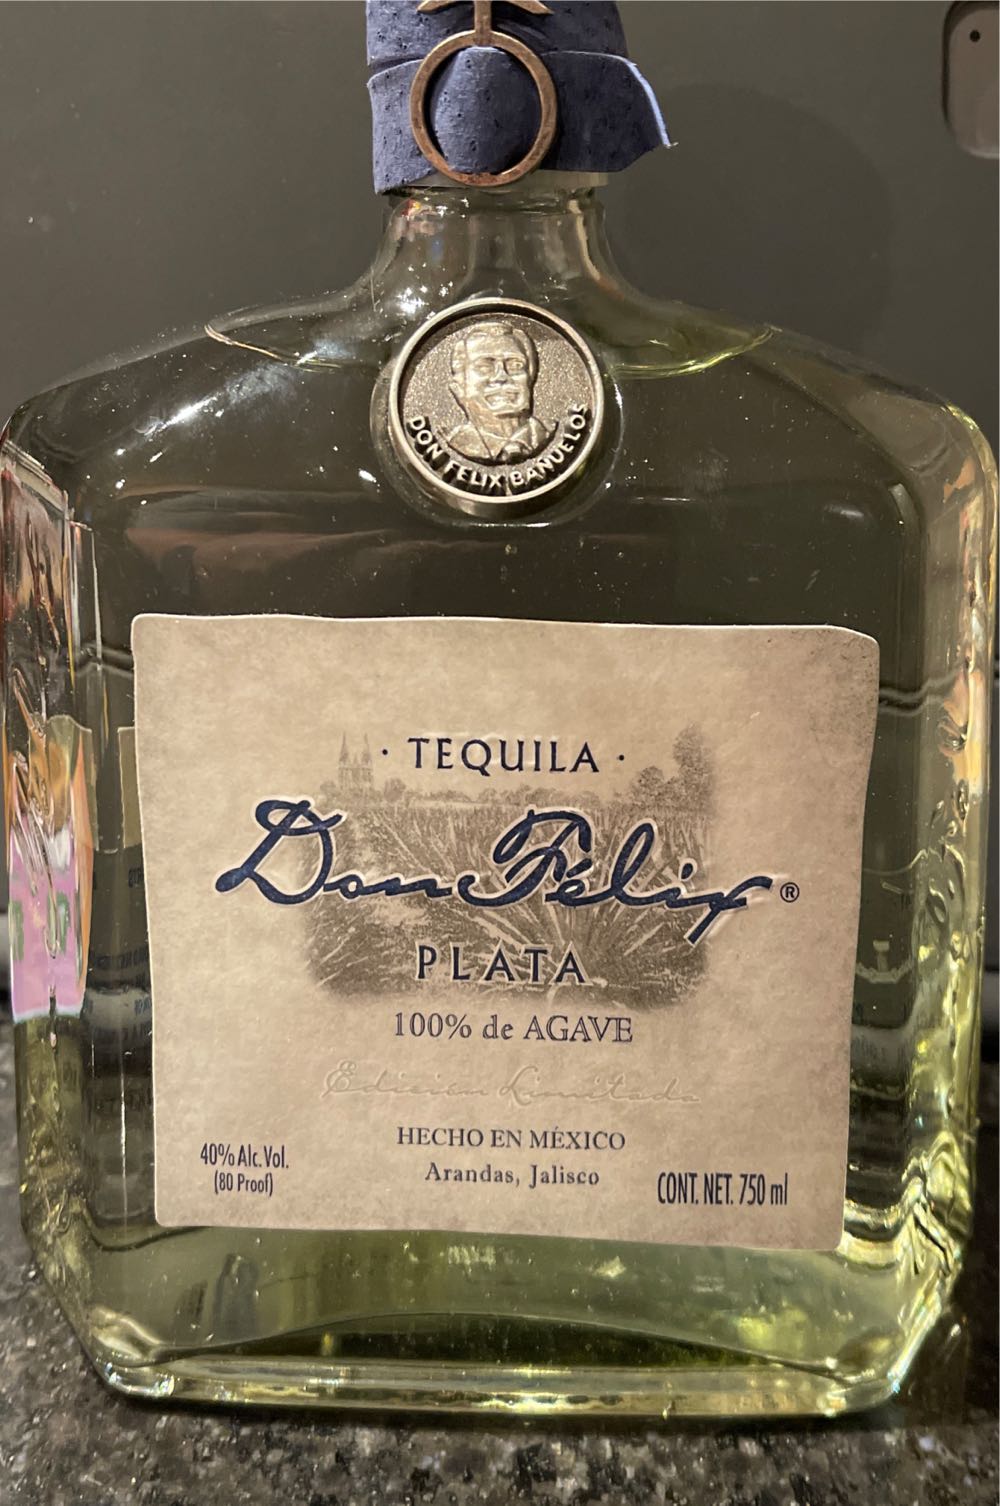 DON FELIX BAÑUELOS
· TEQUILA ·
Don Félix ®
PLATA
100% de AGAVE
Edición Limitada
HECHO EN MÉXICO
Arandas, Jalisco
40% Alc. Vol.
(80 Proof)
CONT. NET. 750 ml